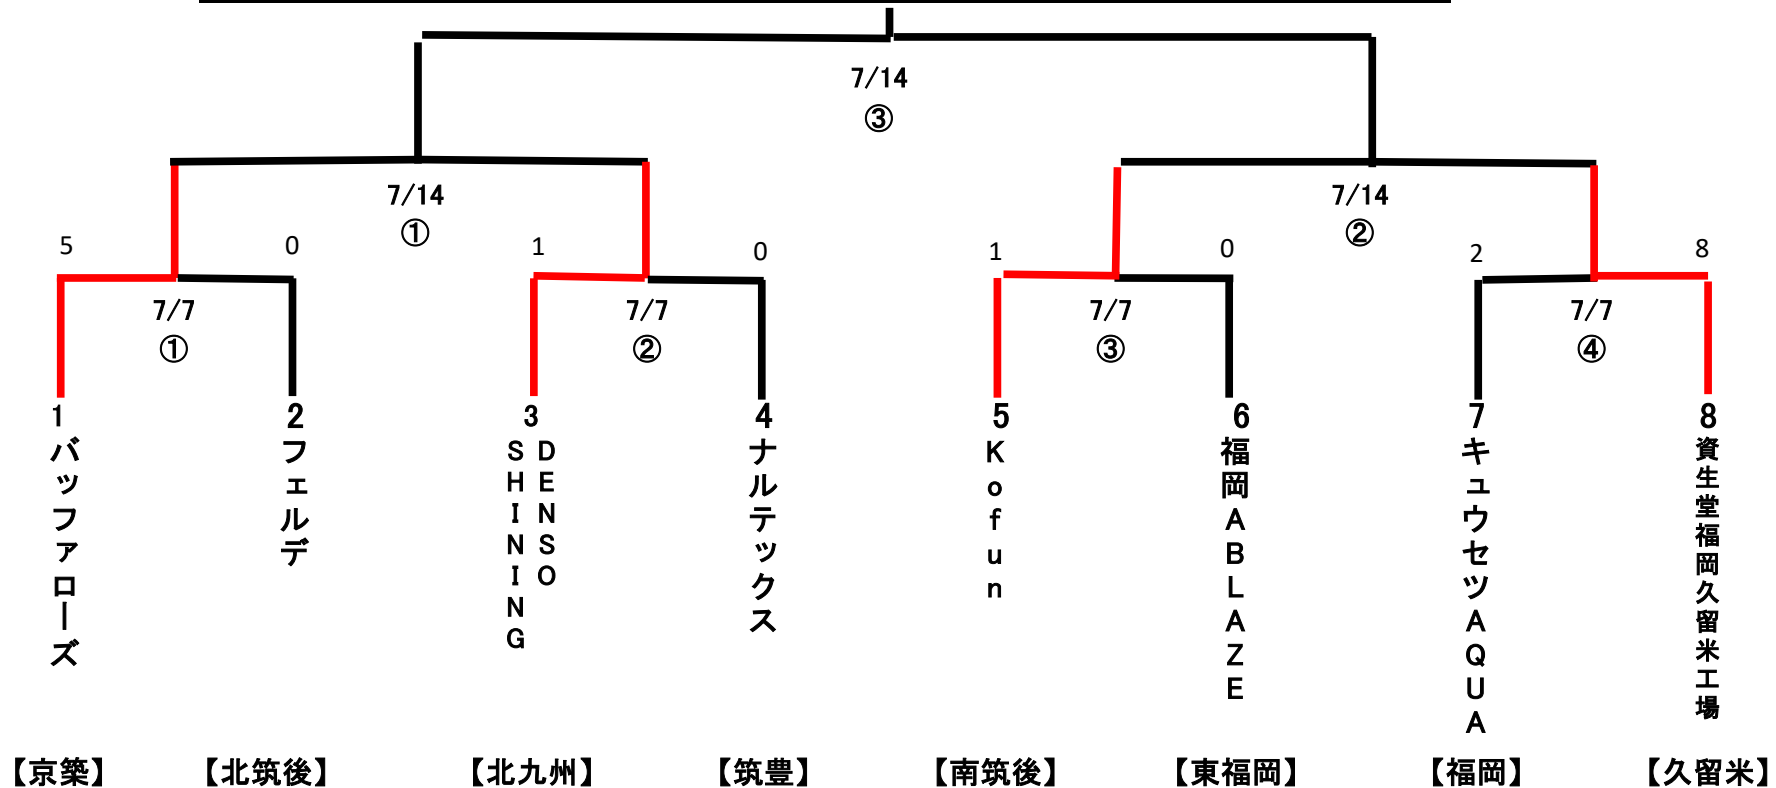 7/14
③
7/14
①
7/14
②
5
0
1
0
1
0
2
8
7/7
①
7/7
②
7/7
③
7/7
④
1
2
3
4
5
6
7
8
バッファローズ
フェルデ
DENSO
SHINING
ナルテックス
Kofun
福岡ABLAZE
キュウセツAQUA
資生堂福岡久留米工場
【京築】
【北筑後】
【北九州】
【筑豊】
【南筑後】
【東福岡】
【福岡】
【久留米】